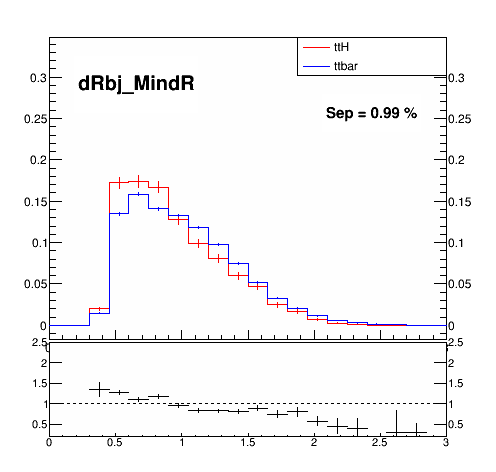 ttH
ttbar
dRbj_MindR
Sep = 0.99 %
0.3 0.3
0.25 0.25
0.2 0.2
0.15 0.15
0.1 0.1
0.05 0.05
0 0
2.5 2.5
2 2
1.5 1.5
1 1
0.5 0.5
0 0.5 1 1.5 2 2.5 3